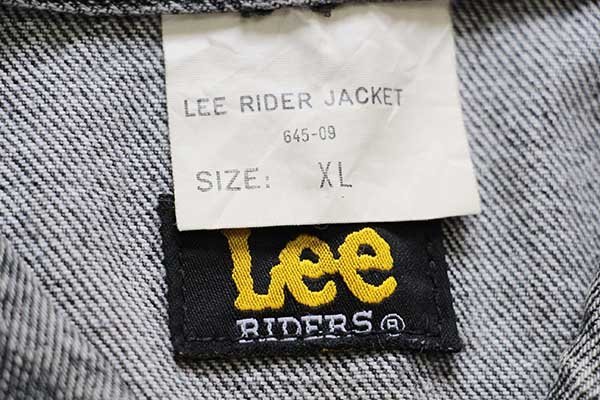 LEE RIDER JACKET
645-09
SIZE: XL
Lee
RIDERS ®